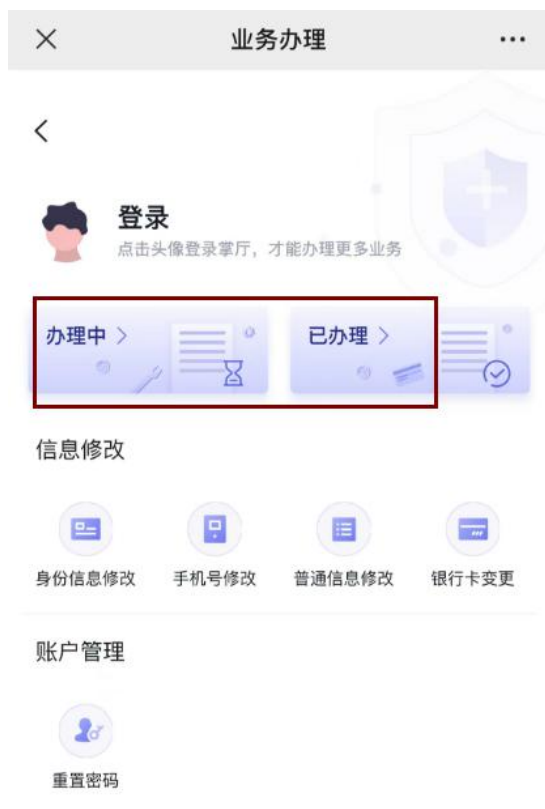 业务办理
登录
点击头像登录掌厅，才能办理更多业务
办理中 已办理
信息修改
身份信息修改 手机号修改 普通信息修改 银行卡变更
账户管理
重置密码